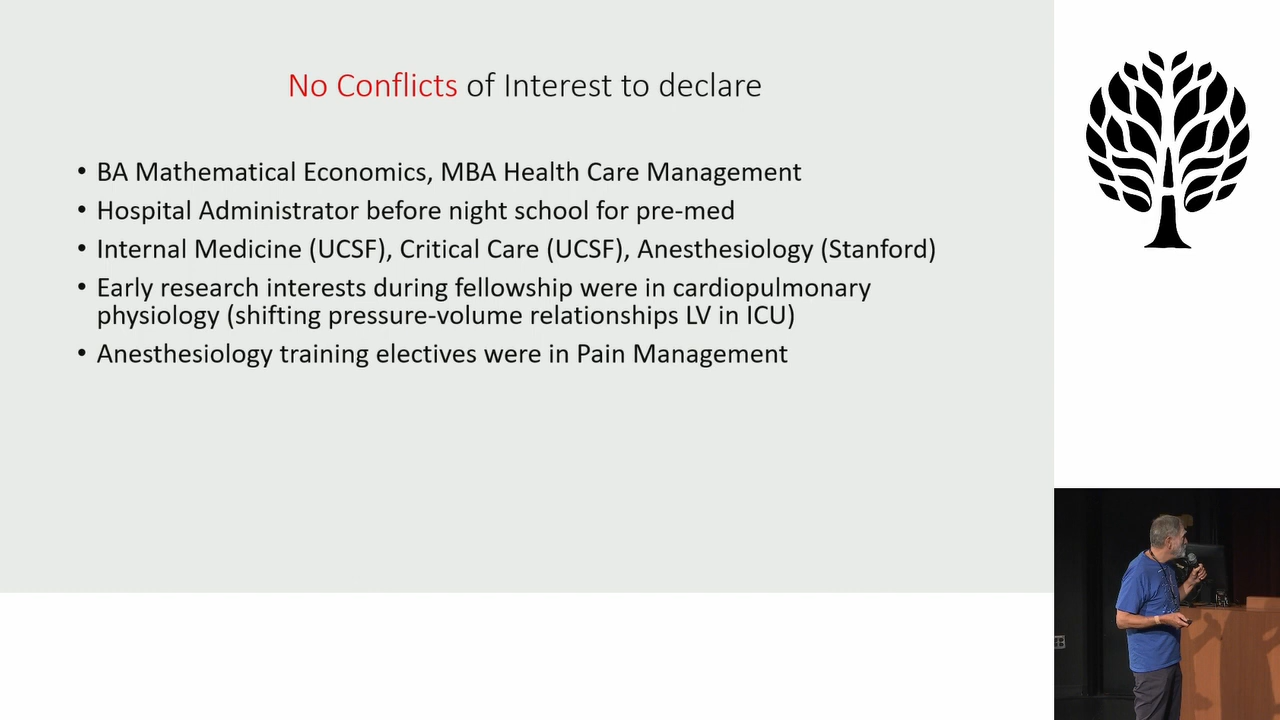 No Conflicts of Interest to declare
• BA Mathematical Economics, MBA Health Care Management
• Hospital Administrator before night school for pre-med
• Internal Medicine (UCSF), Critical Care (UCSF), Anesthesiology (Stanford)
• Early research interests during fellowship were in cardiopulmonary
physiology (shifting pressure-volume relationships LV in ICU)
• Anesthesiology training electives were in Pain Management